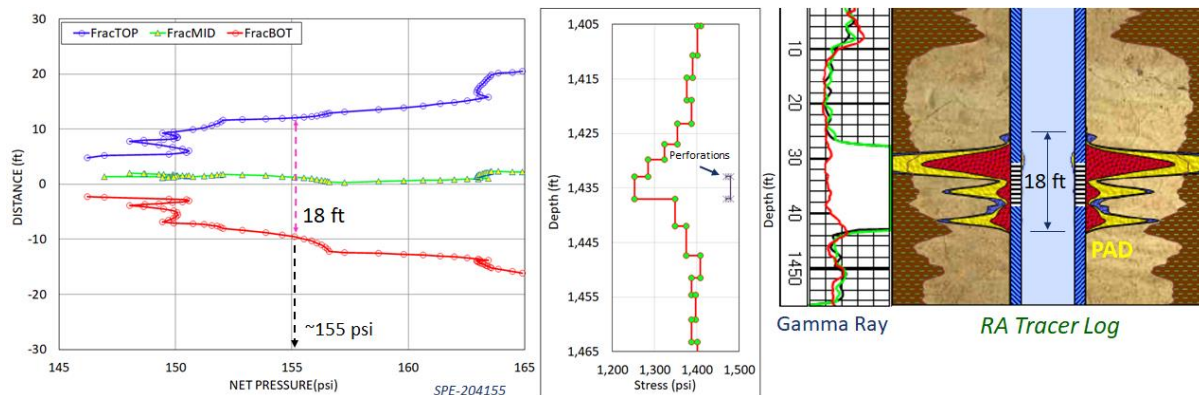 FracTOP FracMID FracBOT
30
20
10
0
-10
-20
-30
DISTANCE (ft)
18 ft
~155 psi
145 150 155 160 165
NET PRESSURE(psi)
SPE-204155
1,405
1,415
1,425
1,435
1,445
1,455
1,465
Depth (ft)
Perforations
1,200 1,300 1,400 1,500
Stress (psi)
10
20
30
40
1450
Depth (ft)
Gamma Ray
18 ft
PAD
RA Tracer Log